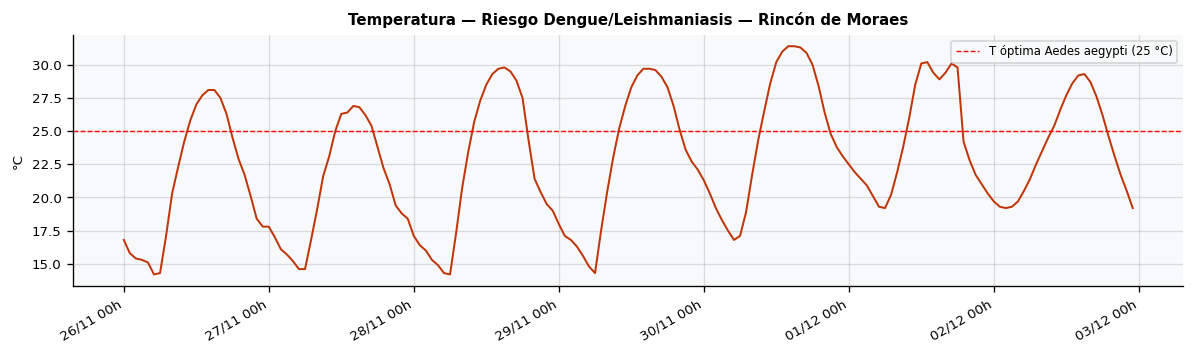 Temperatura — Riesgo Dengue/Leishmaniasis — Rincón de Moraes
T óptima Aedes aegypti (25 °C)
°C
30.0
27.5
25.0
22.5
20.0
17.5
15.0
26/11 00h
27/11 00h
28/11 00h
29/11 00h
30/11 00h
01/12 00h
02/12 00h
03/12 00h